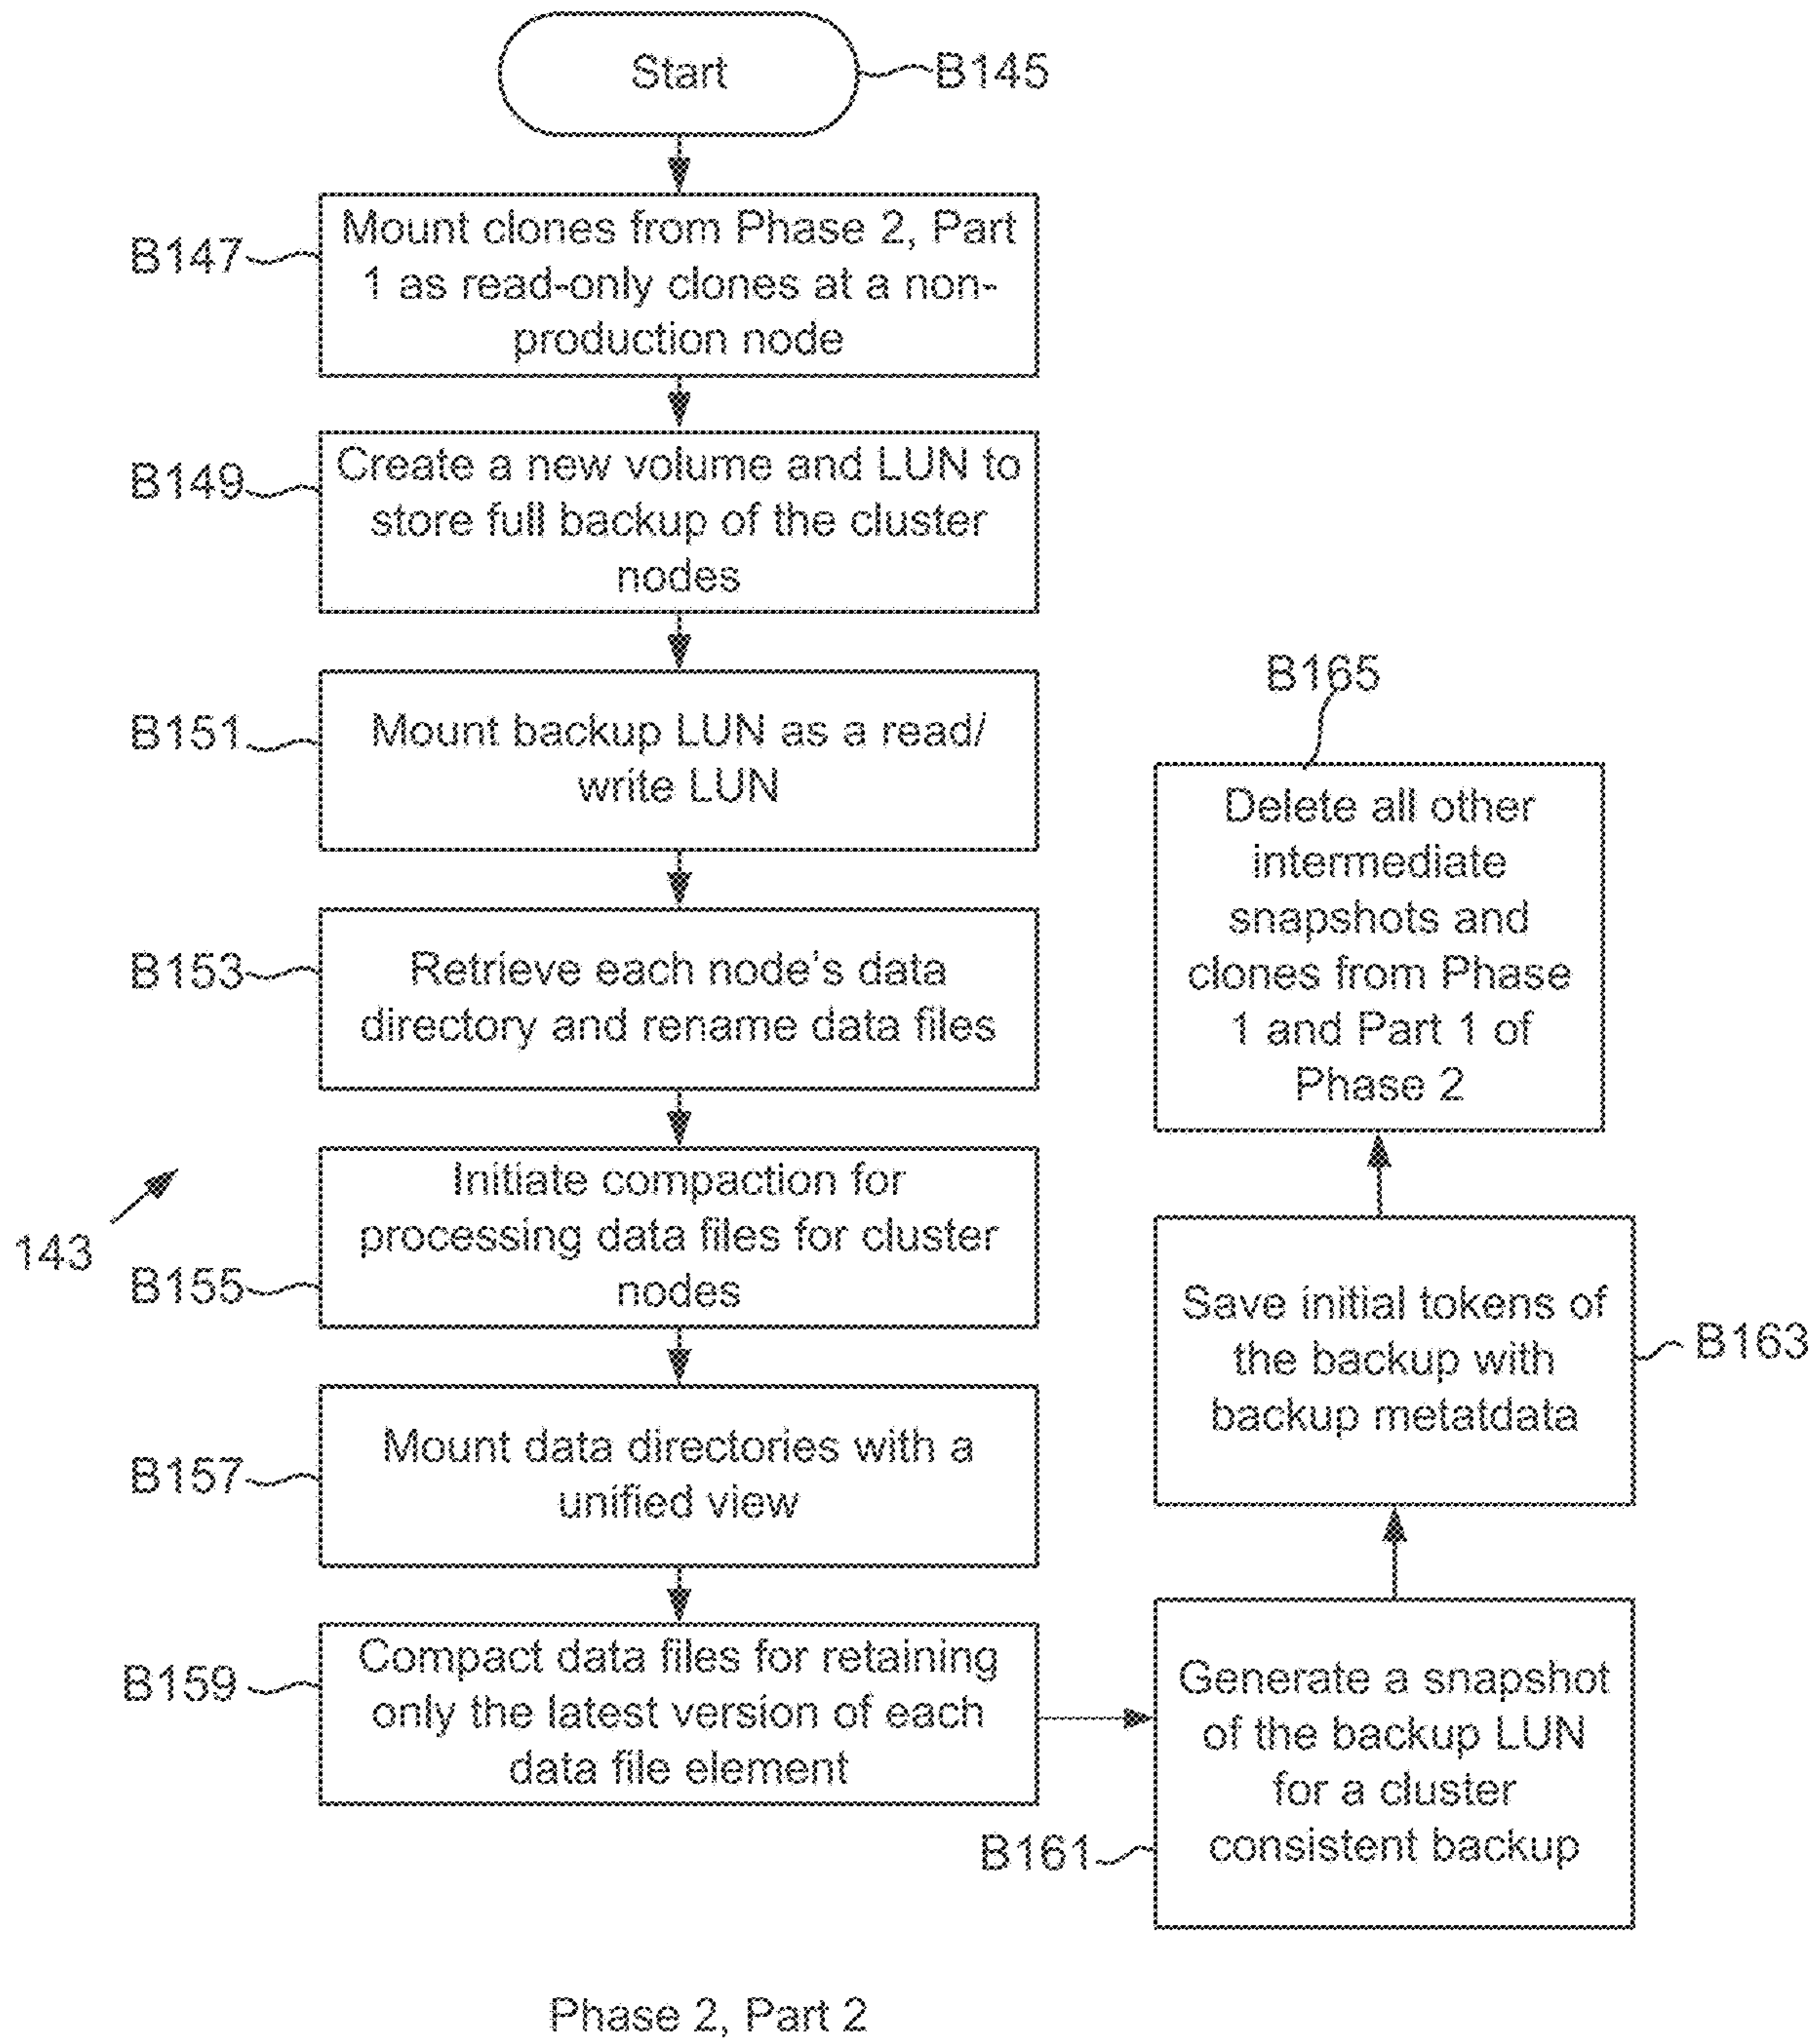 Start
B145
B147
Mount clones from Phase 2, Part
1 as read-only clones at a non-
production node
B149
Create a new volume and LUN to
store full backup of the cluster
nodes
B151
Mount backup LUN as a read/
write LUN
B153
Retrieve each node's data
directory and rename data files
143
B155
Initiate compaction for
processing data files for cluster
nodes
B157
Mount data directories with a
unified view
B159
Compact data files for retaining
only the latest version of each
data file element
B161
Generate a snapshot
of the backup LUN
for a cluster
consistent backup
B163
Save initial tokens of
the backup with
backup metatdata
B165
Delete all other
intermediate
snapshots and
clones from Phase
1 and Part 1 of
Phase 2
Phase 2, Part 2